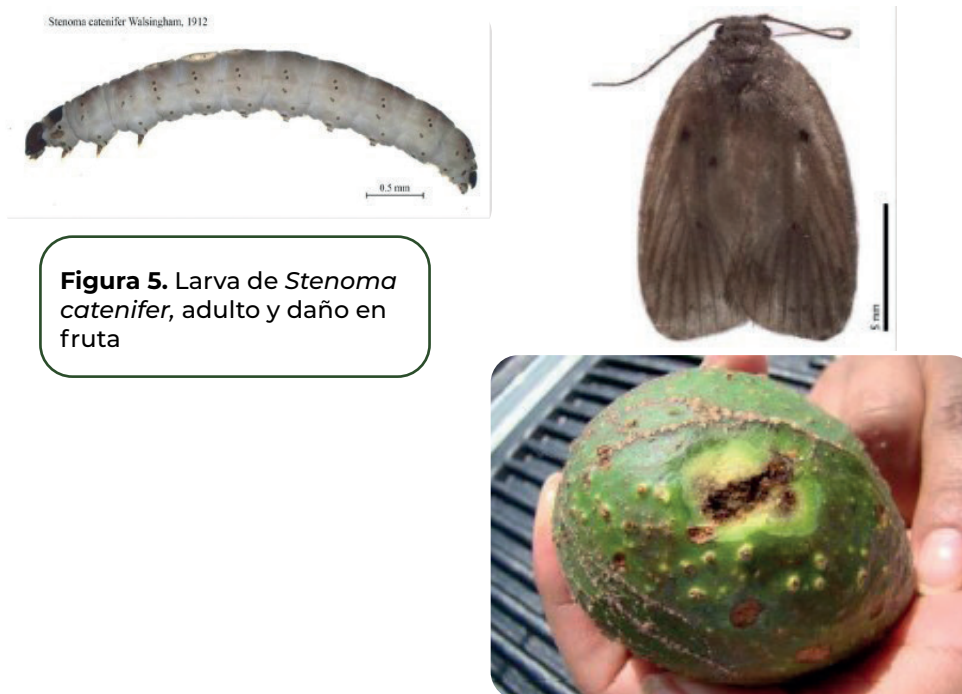 Stenoma catenifer Walsingham, 1912
0.5 mm
5 mm
Figura 5. Larva de Stenoma
catenifer, adulto y daño en
fruta